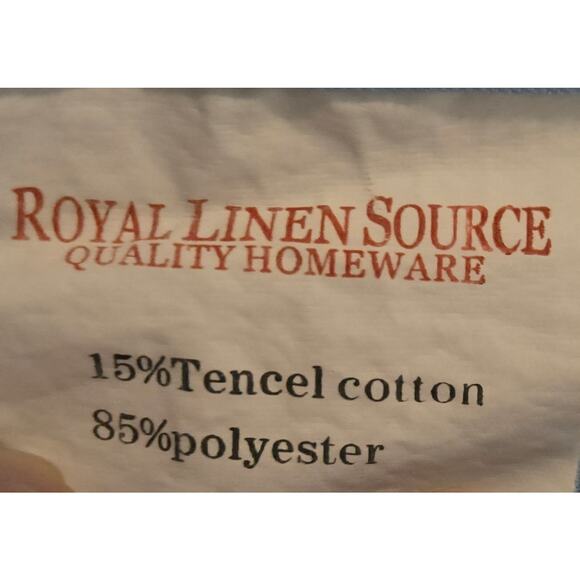 ROYAL LINEN SOURCE
QUALITY HOMEWARE
15%Tencel cotton
85%polyester